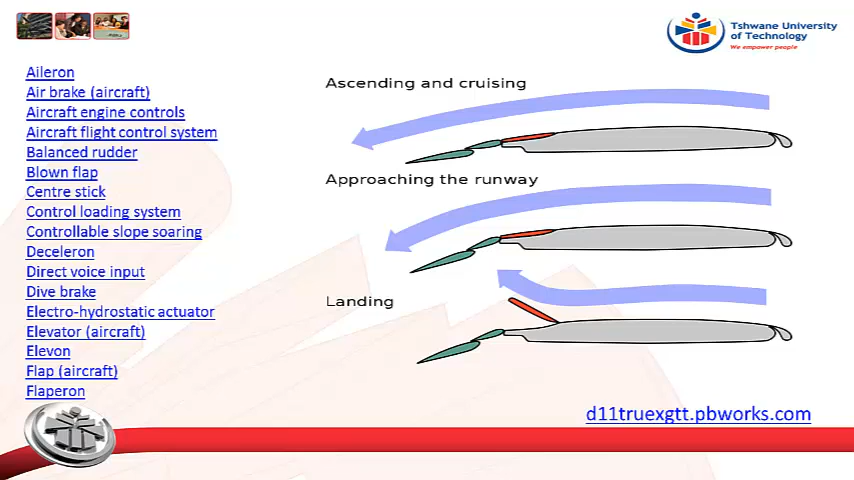 Tshwane University
of Technology
We empower people
Aileron
Air brake (aircraft)
Aircraft engine controls
Aircraft flight control system
Balanced rudder
Blown flap
Centre stick
Control loading system
Controllable slope soaring
Deceleron
Direct voice input
Dive brake
Electro-hydrostatic actuator
Elevator (aircraft)
Elevon
Flap (aircraft)
Flaperon
Ascending and cruising
Approaching the runway
Landing
d11truexgtt.pbworks.com